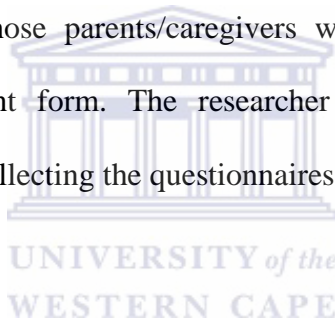 hose parents/caregivers w
nt form. The researcher
llecting the questionnaires
UNIVERSITY of the
WESTERN CAPE